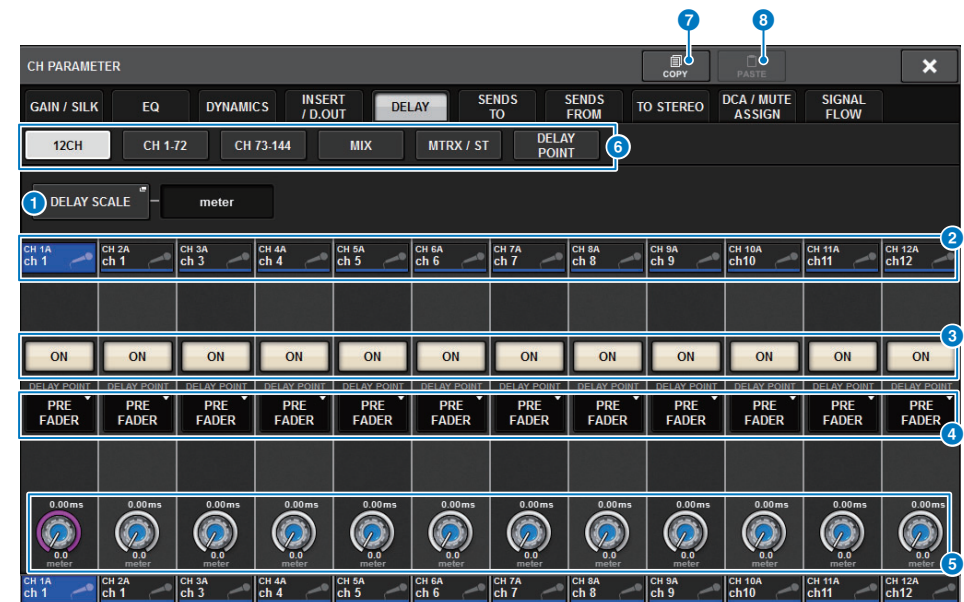 7 8
CH PARAMETER COPY PASTE
GAIN / SILK EQ DYNAMICS INSERT / D.OUT DELAY SENDS TO SENDS FROM TO STEREO DCA / MUTE ASSIGN SIGNAL FLOW
12CH CH 1-72 CH 73-144 MIX MTRX / ST DELAY POINT 6
1 DELAY SCALE meter
2
CH 1A CH 2A CH 3A CH 4A CH 5A CH 6A CH 7A CH 8A CH 9A CH 10A CH 11A CH 12A
ch 1 ch 1 ch 3 ch 4 ch 5 ch 6 ch 7 ch 8 ch 9 ch10 ch11 ch12
3
ON ON ON ON ON ON ON ON ON ON ON ON
DELAY POINT DELAY POINT DELAY POINT DELAY POINT DELAY POINT DELAY POINT DELAY POINT DELAY POINT DELAY POINT DELAY POINT DELAY POINT DELAY POINT
PRE PRE PRE PRE PRE PRE PRE PRE PRE PRE PRE PRE
FADER FADER FADER FADER FADER FADER FADER FADER FADER FADER FADER FADER
4
0.00ms 0.00ms 0.00ms 0.00ms 0.00ms 0.00ms 0.00ms 0.00ms 0.00ms 0.00ms 0.00ms 0.00ms
0.0 0.0 0.0 0.0 0.0 0.0 0.0 0.0 0.0 0.0 0.0 0.0
meter meter meter meter meter meter meter meter meter meter meter meter
5
CH 1A CH 2A CH 3A CH 4A CH 5A CH 6A CH 7A CH 8A CH 9A CH 10A CH 11A CH 12A
ch 1 ch 1 ch 3 ch 4 ch 5 ch 6 ch 7 ch 8 ch 9 ch10 ch11 ch12